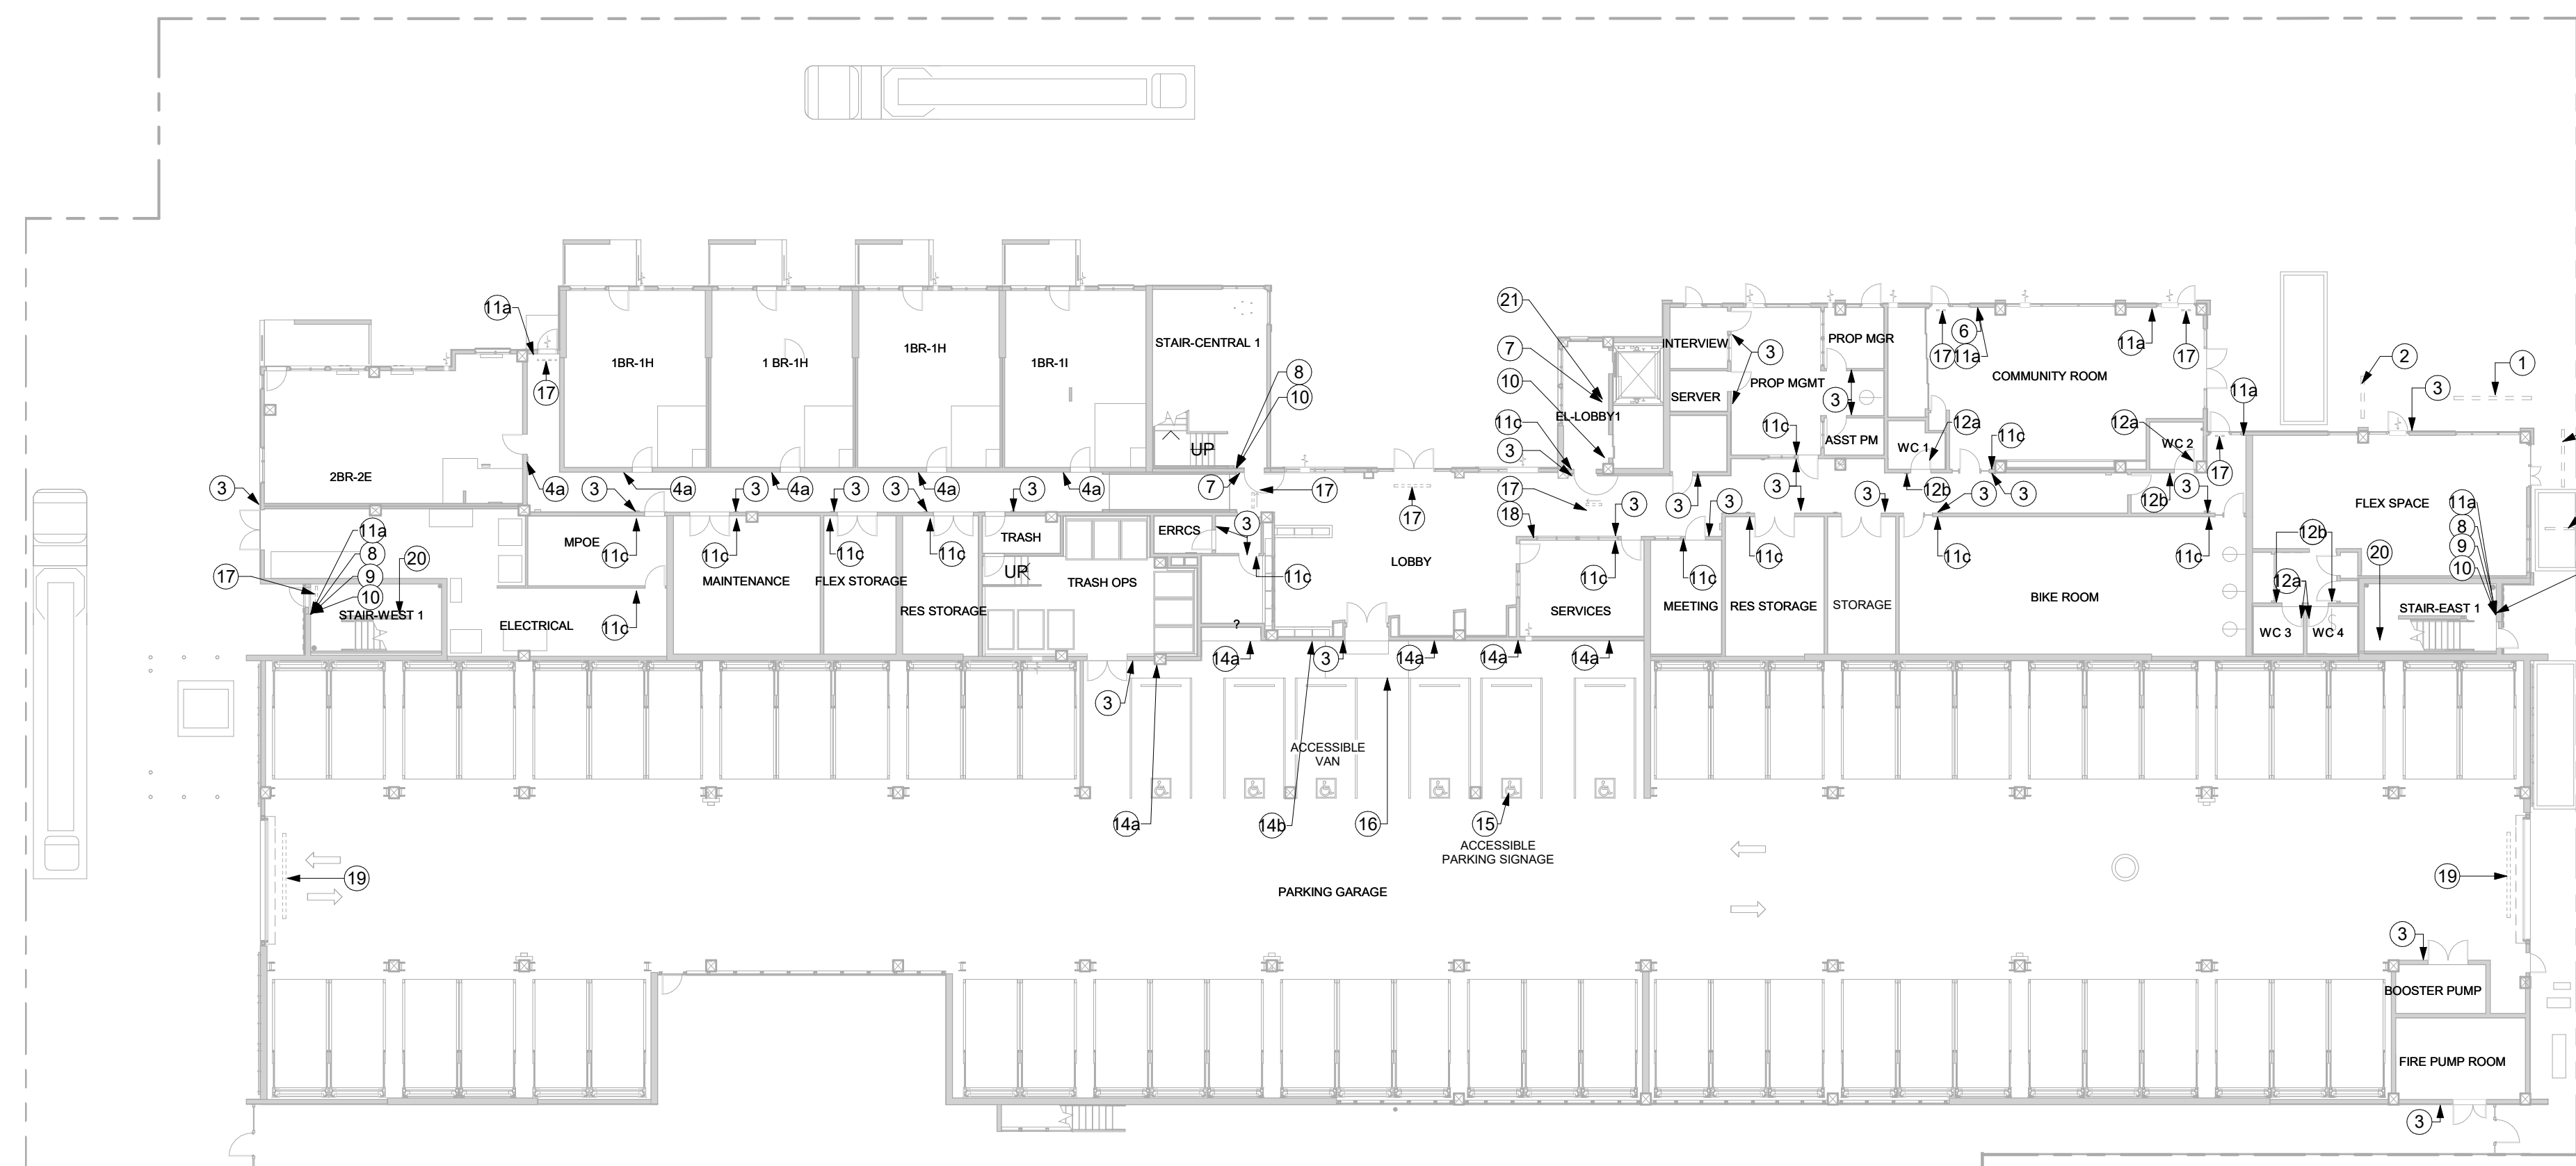 21
11a
7
8
10
10
11c
3
1BR-1H
1 BR-1H
1BR-1H
1BR-1I
STAIR-CENTRAL 1
UP
17
2BR-2E
4a
4a
4a
4a
4a
7
17
EL-LOBBY1
INTERVIEW
SERVER
PROP MGMT
PROP MGR
ASST PM
3
3
11c
3
3
3
WC 1
12a
12b
17
6
11a
11a
17
COMMUNITY ROOM
11c
3
3
12a
WC 2
12b
3
17
11a
2
3
1
FLEX SPACE
3
3
3
3
3
3
17
17
18
3
3
3
11a
8
9
10
20
17
STAIR-WEST 1
ELECTRICAL
MPOE
11c
11c
MAINTENANCE
11c
FLEX STORAGE
11c
RES STORAGE
11c
TRASH
UP
TRASH OPS
ERRCS
11c
?
LOBBY
SERVICES
11c
MEETING
11c
RES STORAGE
11c
STORAGE
BIKE ROOM
11c
11c
12b
12a
WC 3
WC 4
20
11a
8
9
10
STAIR-EAST 1
3
14a
3
14a
14a
14a
ACCESSIBLE
VAN
14a
14b
16
15
ACCESSIBLE
PARKING SIGNAGE
19
PARKING GARAGE
19
3
BOOSTER PUMP
FIRE PUMP ROOM
3